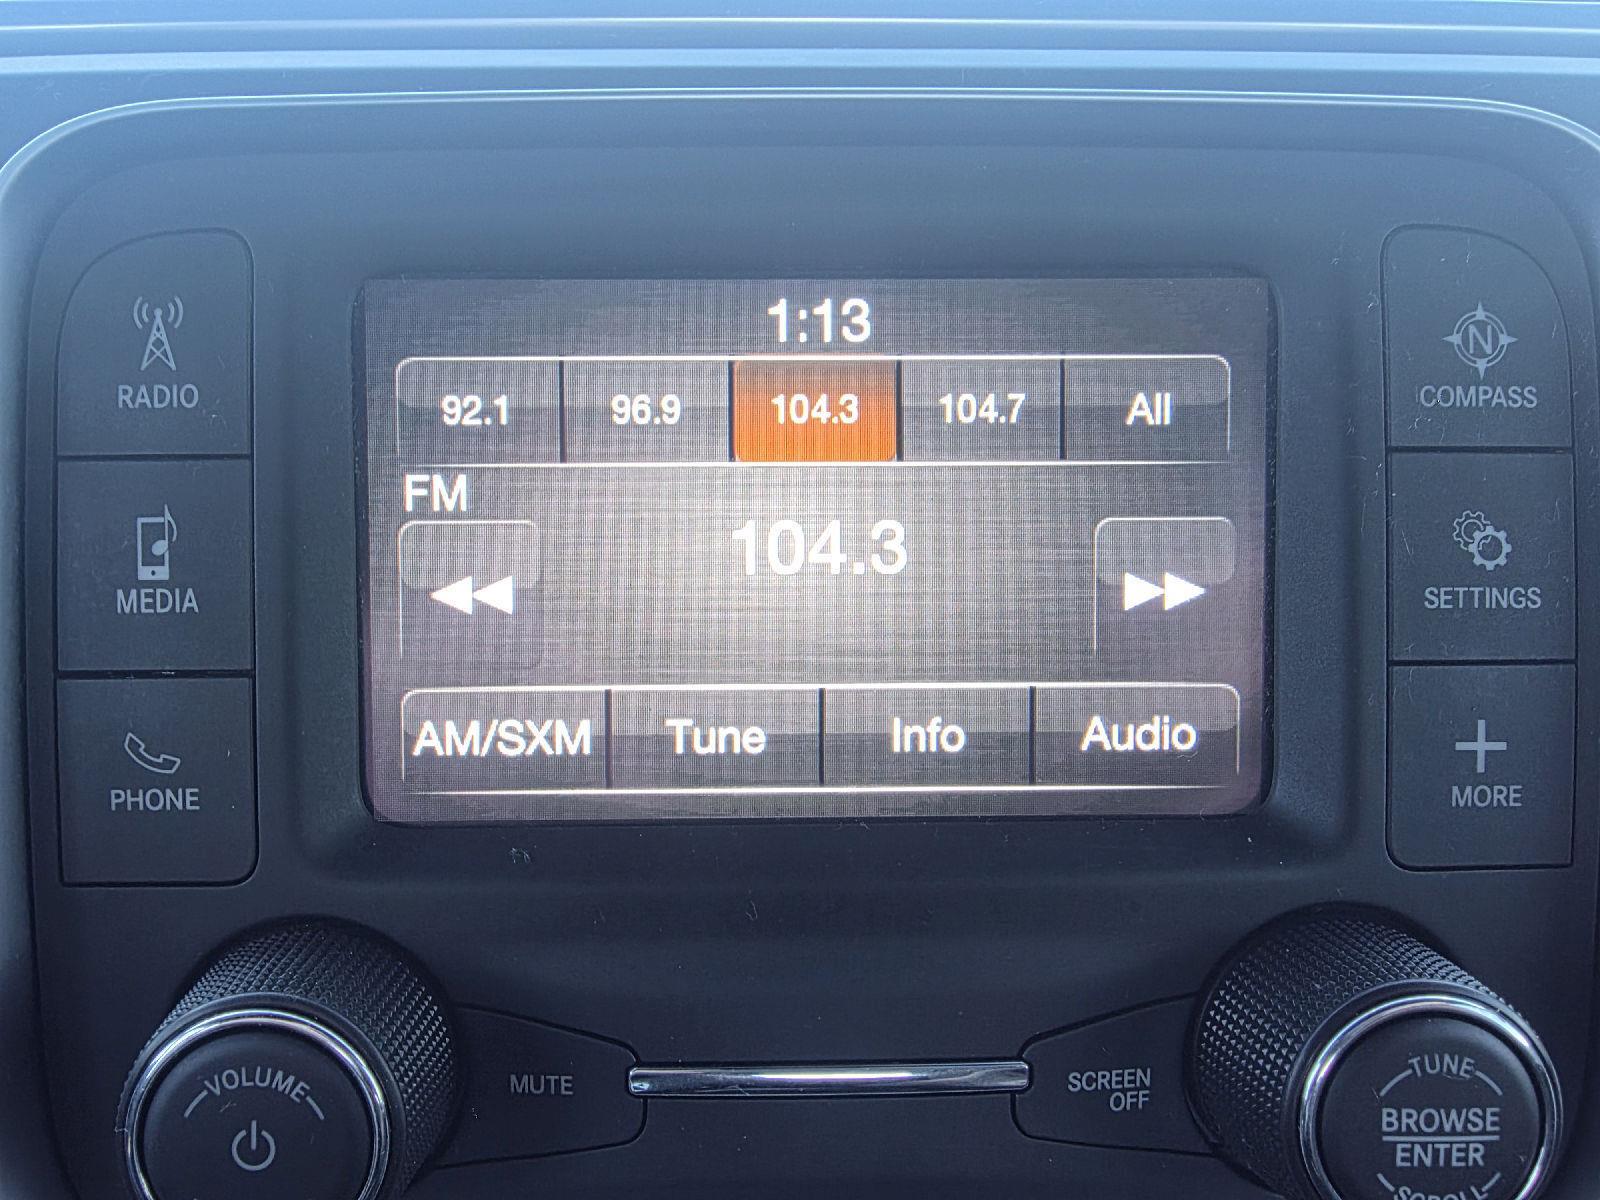 1:13
92.1 96.9 104.3 104.7 All
FM
104.3
AM/SXM Tune Info Audio
RADIO
MEDIA
PHONE
N
COMPASS
SETTINGS
MORE
VOLUME
MUTE
SCREEN
OFF
TUNE
BROWSE
ENTER
SCROLL